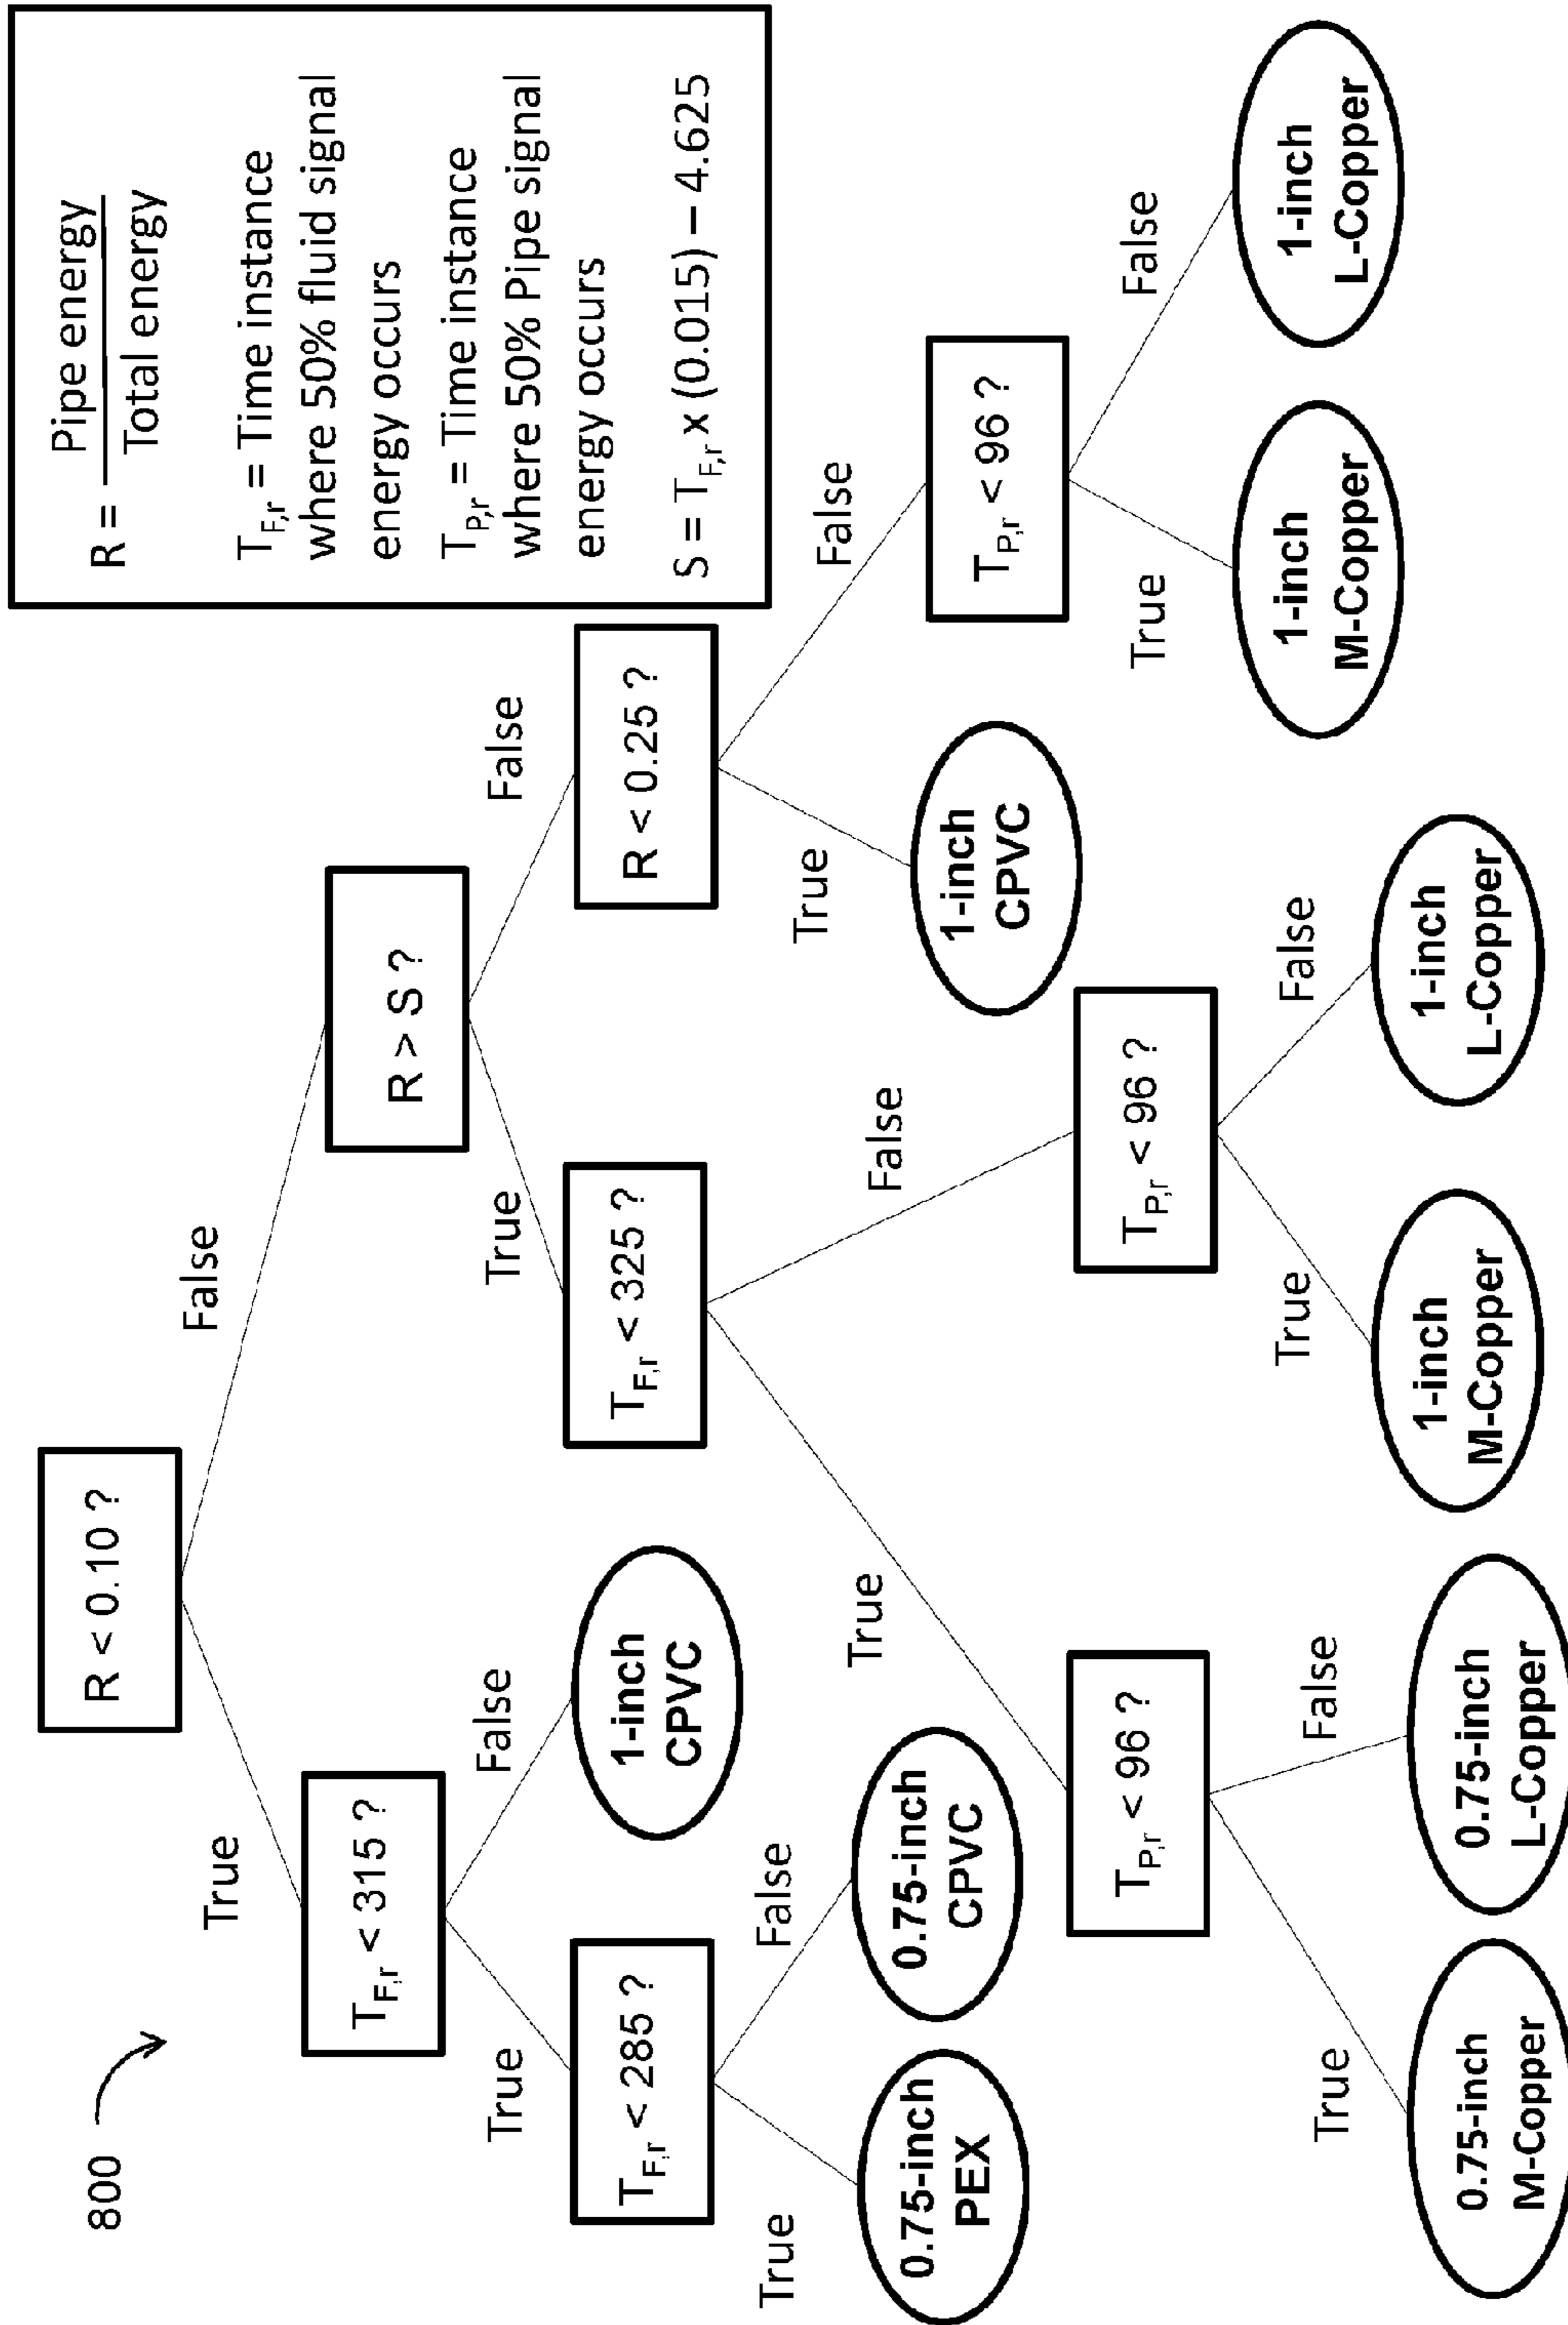 800
R < 0.10 ?
True
False
R = Pipe energy
Total energy
T_F,r = Time instance
where 50% fluid signal
energy occurs
T_P,r = Time instance
where 50% Pipe signal
energy occurs
S = T_F,r x (0.015) – 4.625
T_F,r < 315 ?
R > S ?
True
False
True
False
T_F,r < 285 ?
1-inch
CPVC
T_F,r < 325 ?
R < 0.25 ?
True
False
True
False
True
False
0.75-inch
PEX
0.75-inch
CPVC
1-inch
CPVC
T_P,r < 96 ?
T_P,r < 96 ?
T_P,r < 96 ?
True
False
True
False
True
False
1-inch
M-Copper
1-inch
L-Copper
0.75-inch
M-Copper
0.75-inch
L-Copper
1-inch
M-Copper
1-inch
L-Copper